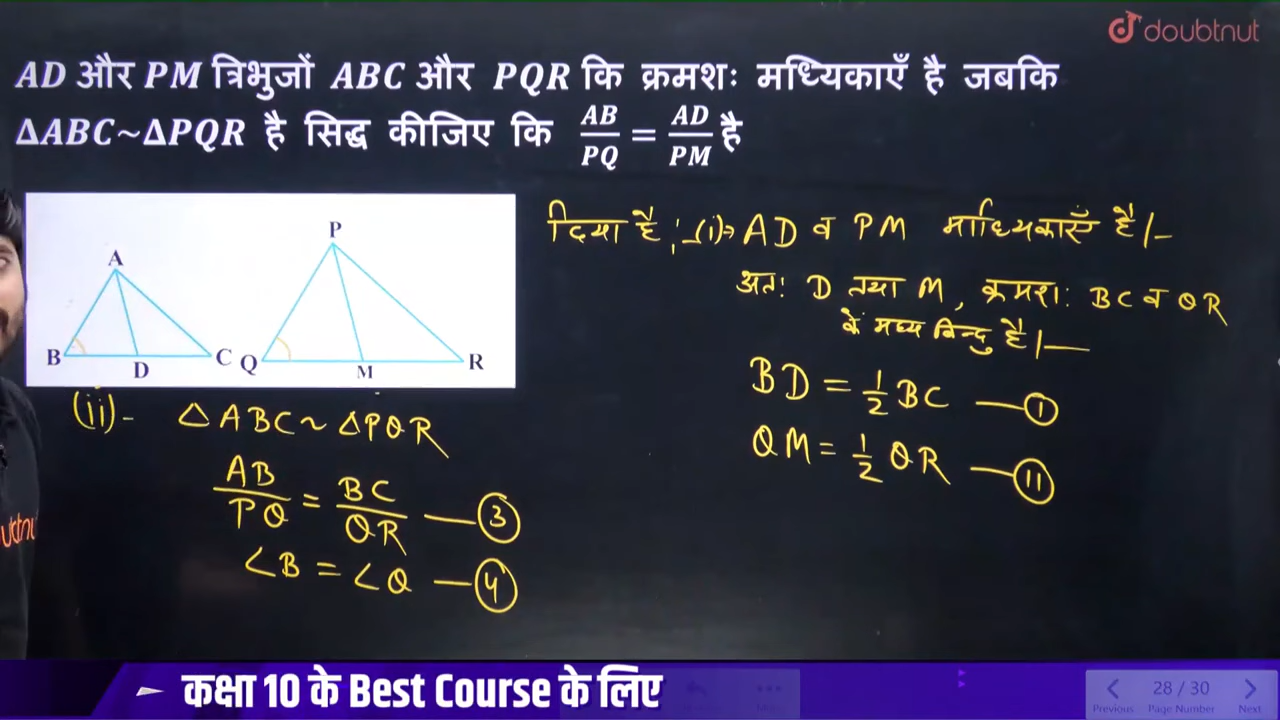 doubtnut
AD और PM त्रिभुजों ABC और PQR कि क्रमशः मध्यिकाएँ है जबकि
ΔABC~ΔPQR है सिद्ध कीजिए कि AB/PQ = AD/PM है
A
B
D
C
P
Q
M
R
दिया है :- (i)→ AD व PM माध्यिकाएँ है।-
अतः D तथा M, क्रमशः BC व QR
के मध्य बिन्दु है।-
BD = 1/2 BC — ①
QM = 1/2 QR — ⑪
(ii)- △ABC ~ △PQR
AB/PQ = BC/QR — ③
∠B = ∠Q — ④
कक्षा 10 के Best Course के लिए
28 / 30
Previous Page Number Next